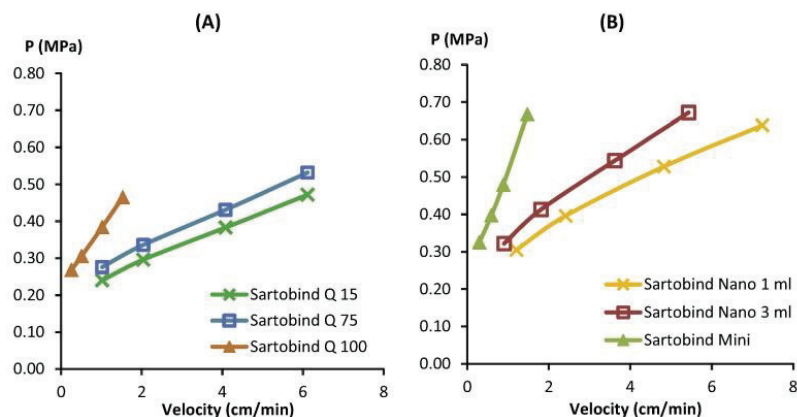 (A)
P (MPa)
0.80
0.70
0.60
0.50
0.40
0.30
0.20
0.10
0.00
0 2 4 6 8
Velocity (cm/min)
Sartobind Q 15
Sartobind Q 75
Sartobind Q 100
(B)
P (MPa)
0.80
0.70
0.60
0.50
0.40
0.30
0.20
0.10
0.00
0 2 4 6 8
Velocity (cm/min)
Sartobind Nano 1 ml
Sartobind Nano 3 ml
Sartobind Mini